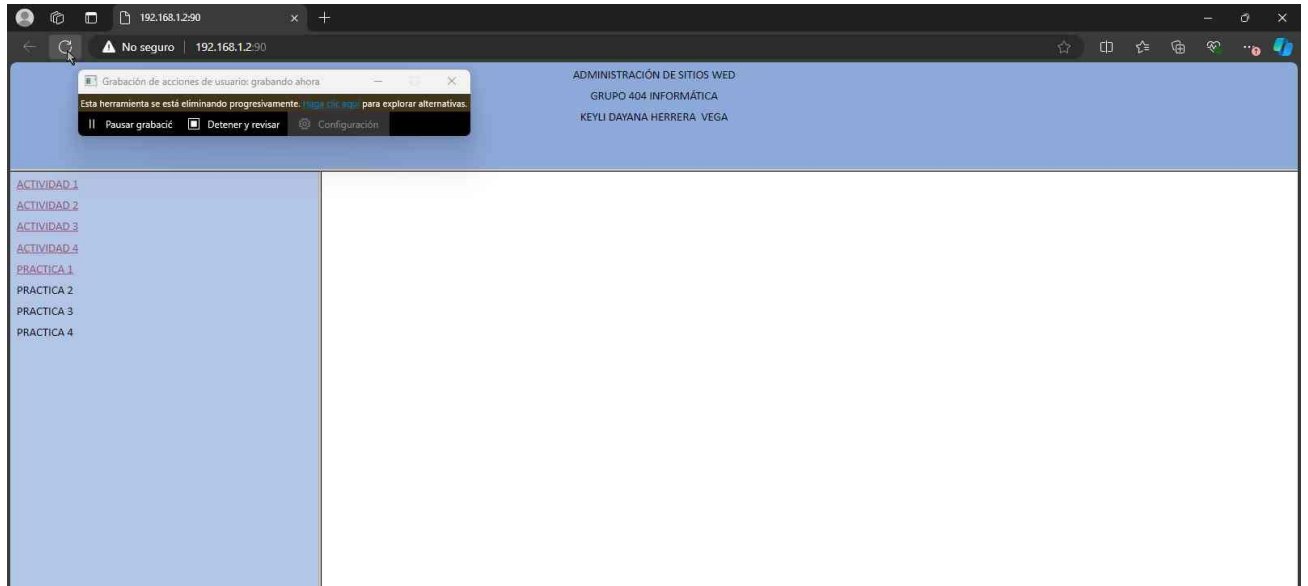 192.168.1.2:90
No seguro 192.168.1.2:90
Grabación de acciones de usuario: grabando ahora
Esta herramienta se está eliminando progresivamente. Haga clic aquí para explorar alternativas.
Pausar grabació Detener y revisar Configuración
ADMINISTRACIÓN DE SITIOS WED
GRUPO 404 INFORMÁTICA
KEYLI DAYANA HERRERA VEGA
ACTIVIDAD 1
ACTIVIDAD 2
ACTIVIDAD 3
ACTIVIDAD 4
PRACTICA 1
PRACTICA 2
PRACTICA 3
PRACTICA 4